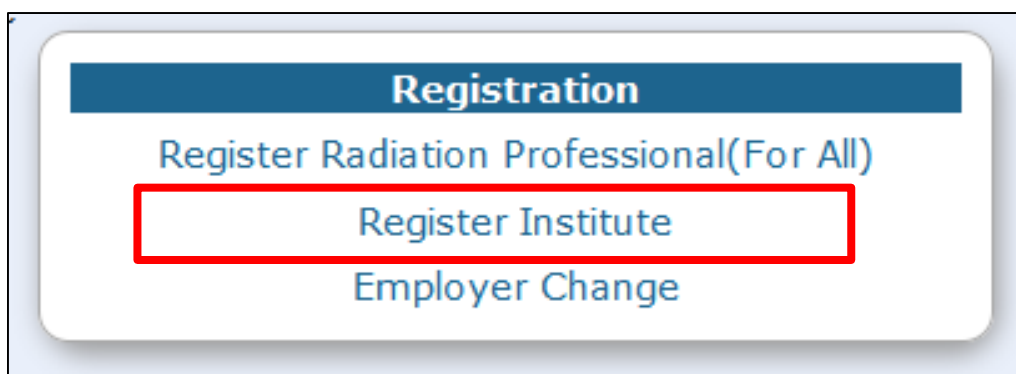 Registration
Register Radiation Professional(For All)
Register Institute
Employer Change